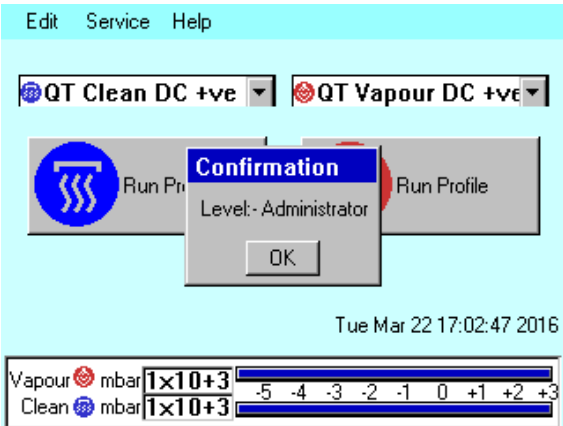 Edit Service Help
QT Clean DC +ve QT Vapour DC +ve
Confirmation
Run Pr Level:- Administrator Run Profile
OK
Tue Mar 22 17:02:47 2016
Vapour mbar 1x10+3
-5 -4 -3 -2 -1 0 +1 +2 +3
Clean mbar 1x10+3